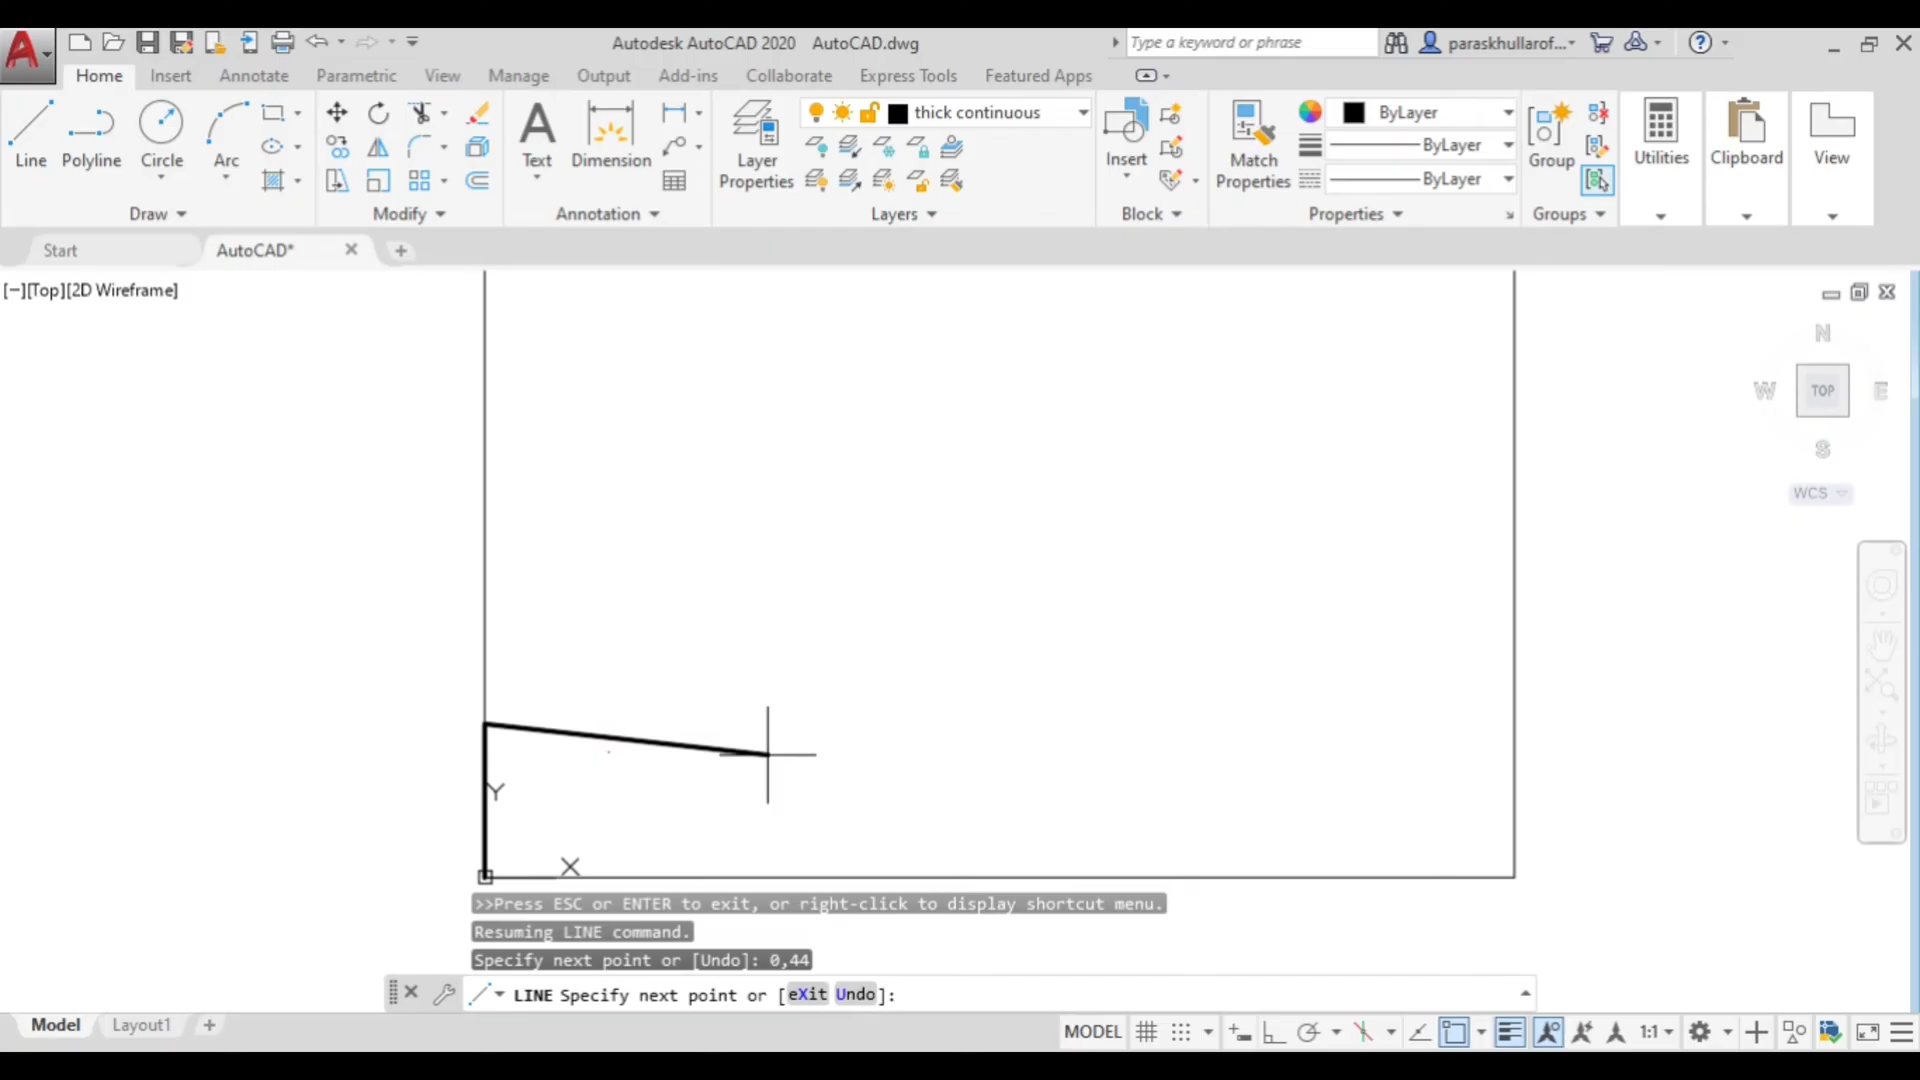 Autodesk AutoCAD 2020 AutoCAD.dwg
Type a keyword or phrase
paraskhullarof...
Home Insert Annotate Parametric View Manage Output Add-ins Collaborate Express Tools Featured Apps
thick continuous
ByLayer
ByLayer
ByLayer
Line Polyline Circle Arc
Text Dimension
Layer Properties
Insert
Match Properties
Group
Utilities
Clipboard
View
Draw Modify Annotation Layers Block Properties Groups
Start AutoCAD*
[−][Top][2D Wireframe]
N
W TOP E
S
WCS
Y
X
>>Press ESC or ENTER to exit, or right-click to display shortcut menu.
Resuming LINE command.
Specify next point or [Undo]: 0,44
LINE Specify next point or [eXit Undo]:
Model Layout1
MODEL 1:1